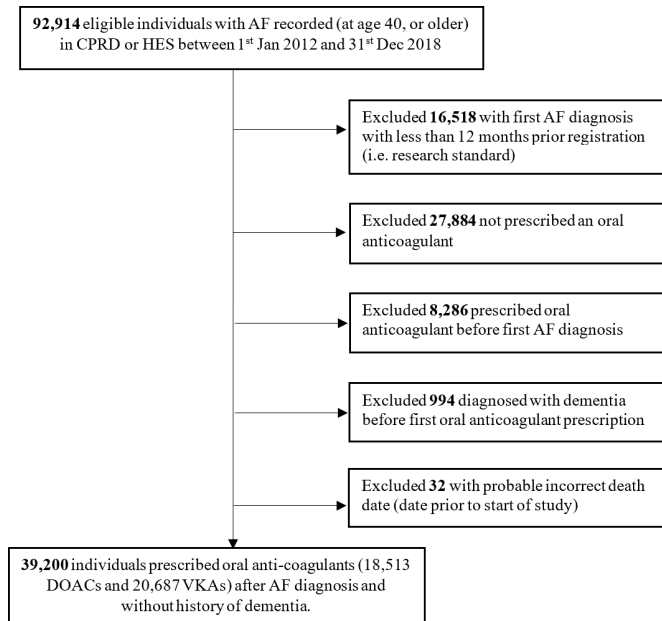 92,914 eligible individuals with AF recorded (at age 40, or older)
in CPRD or HES between 1st Jan 2012 and 31st Dec 2018
Excluded 16,518 with first AF diagnosis
with less than 12 months prior registration
(i.e. research standard)
Excluded 27,884 not prescribed an oral
anticoagulant
Excluded 8,286 prescribed oral
anticoagulant before first AF diagnosis
Excluded 994 diagnosed with dementia
before first oral anticoagulant prescription
Excluded 32 with probable incorrect death
date (date prior to start of study)
39,200 individuals prescribed oral anti-coagulants (18,513
DOACs and 20,687 VKAs) after AF diagnosis and
without history of dementia.